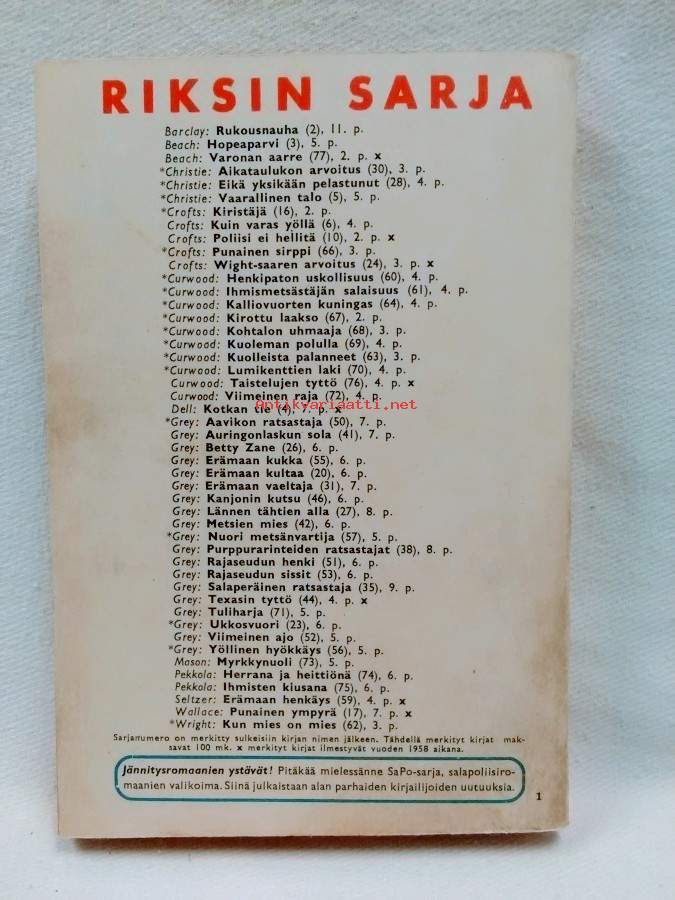 RIKSIN SARJA
Barclay: Rukousnauha (2), 11. p.
Beach: Hopeaparvi (3), 5. p.
Beach: Varonan aarre (77), 2. p. x
*Christie: Aikataulukon arvoitus (30), 3. p.
*Christie: Eikä yksikään pelastunut (28), 4. p.
*Christie: Vaarallinen talo (5), 5. p.
*Crofts: Kiristäjä (16), 2. p.
Crofts: Kuin varas yöllä (6), 4. p.
Crofts: Poliisi ei hellitä (10), 2. p. x
*Crofts: Punainen sirppi (66), 3. p.
Crofts: Wight-saaren arvoitus (24), 3. p. x
*Curwood: Henkipaton uskollisuus (60), 4. p.
*Curwood: Ihmismetsästäjän salaisuus (61), 4. p.
*Curwood: Kalliovuorten kuningas (64), 4. p.
*Curwood: Kirottu laakso (67), 2. p.
*Curwood: Kohtalon uhmaaja (68), 3. p.
*Curwood: Kuoleman polulla (69), 4. p.
*Curwood: Kuolleista palanneet (63), 3. p.
*Curwood: Lumikenttien laki (70), 4. p.
Curwood: Taistelujen tyttö (76), 4. p. x
Curwood: Viimeinen raja (72), 4. p.
Antikvariaatti.net
Dell: Kotkan tie (4), 7. p. x
*Grey: Aavikon ratsastaja (50), 7. p.
Grey: Auringonlaskun sola (41), 7. p.
Grey: Betty Zane (26), 6. p.
Grey: Erämaan kukka (55), 6. p.
Grey: Erämaan kultaa (20), 6. p.
Grey: Erämaan vaeltaja (31), 7. p.
Grey: Kanjonin kutsu (46), 6. p.
Grey: Lännen tähtien alla (27), 8. p.
Grey: Metsien mies (42), 6. p.
*Grey: Nuori metsänvartija (57), 5. p.
Grey: Purppurarinteiden ratsastajat (38), 8. p.
Grey: Rajaseudun henki (51), 6. p.
Grey: Rajaseudun sissit (53), 6. p.
Grey: Salaperäinen ratsastaja (35), 9. p.
Grey: Texasin tyttö (44), 4. p. x
Grey: Tuliharja (71), 5. p.
*Grey: Ukkosvuori (23), 6. p.
Grey: Viimeinen ajo (52), 5. p.
*Grey: Yöllinen hyökkäys (56), 5. p.
Mason: Myrkkynuoli (73), 5. p.
Pekkola: Herrana ja heittiönä (74), 6. p.
Pekkola: Ihmisten kiusana (75), 6. p.
Seltzer: Erämaan henkäys (59), 4. p. x
Wallace: Punainen ympyrä (17), 7. p. x
*Wright: Kun mies on mies (62), 3. p.
Sarjanumero on merkitty sulkeisiin kirjan nimen jälkeen. Tähdellä merkityt kirjat mak-
savat 100 mk. x merkityt kirjat ilmestyvät vuoden 1958 aikana.
Jännitysromaanien ystävät! Pitäkää mielessänne SaPo-sarja, salapoliisiro-
maanien valikoima. Siinä julkaistaan alan parhaiden kirjailijoiden uutuuksia.
1